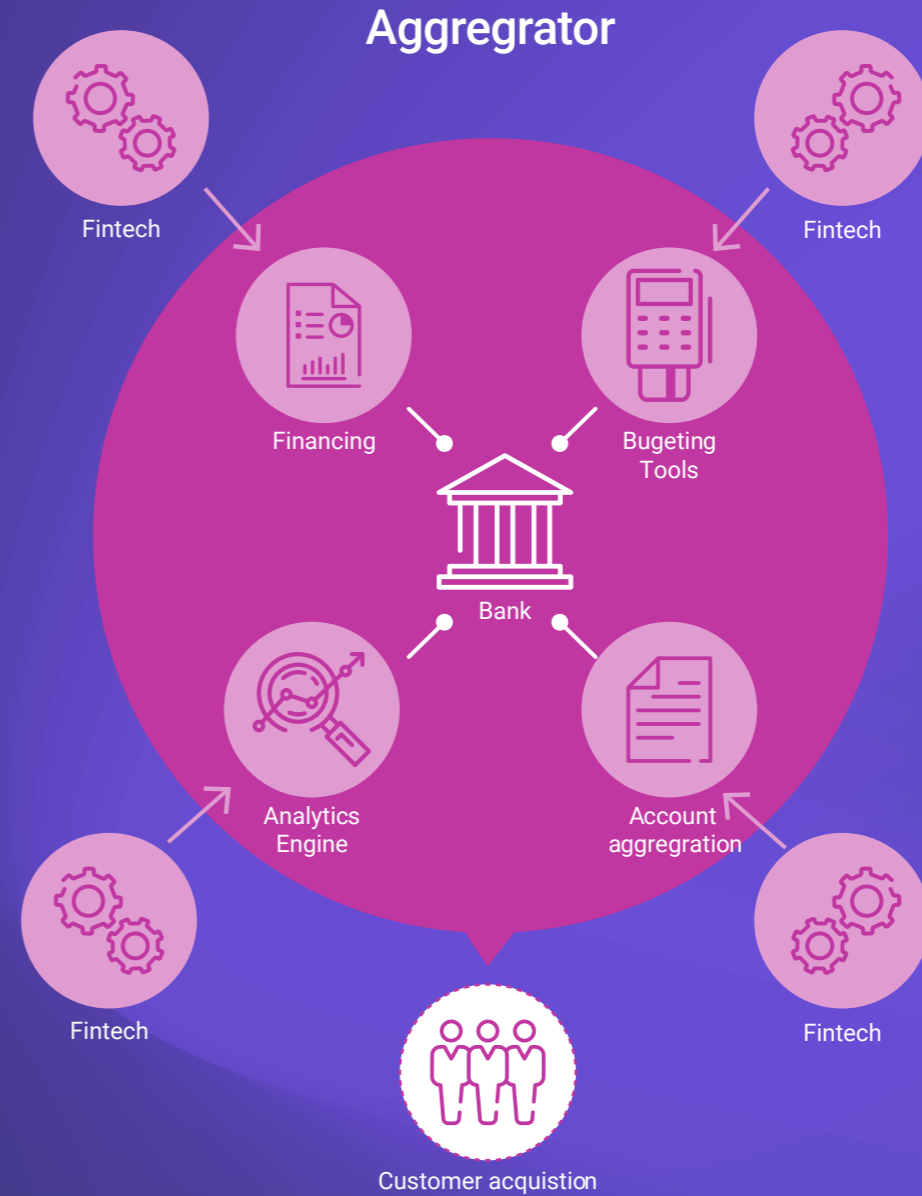 Aggregrator
Fintech
Fintech
Financing
Bugeting
Tools
Bank
Analytics
Engine
Account
aggregration
Fintech
Fintech
Customer acquistion